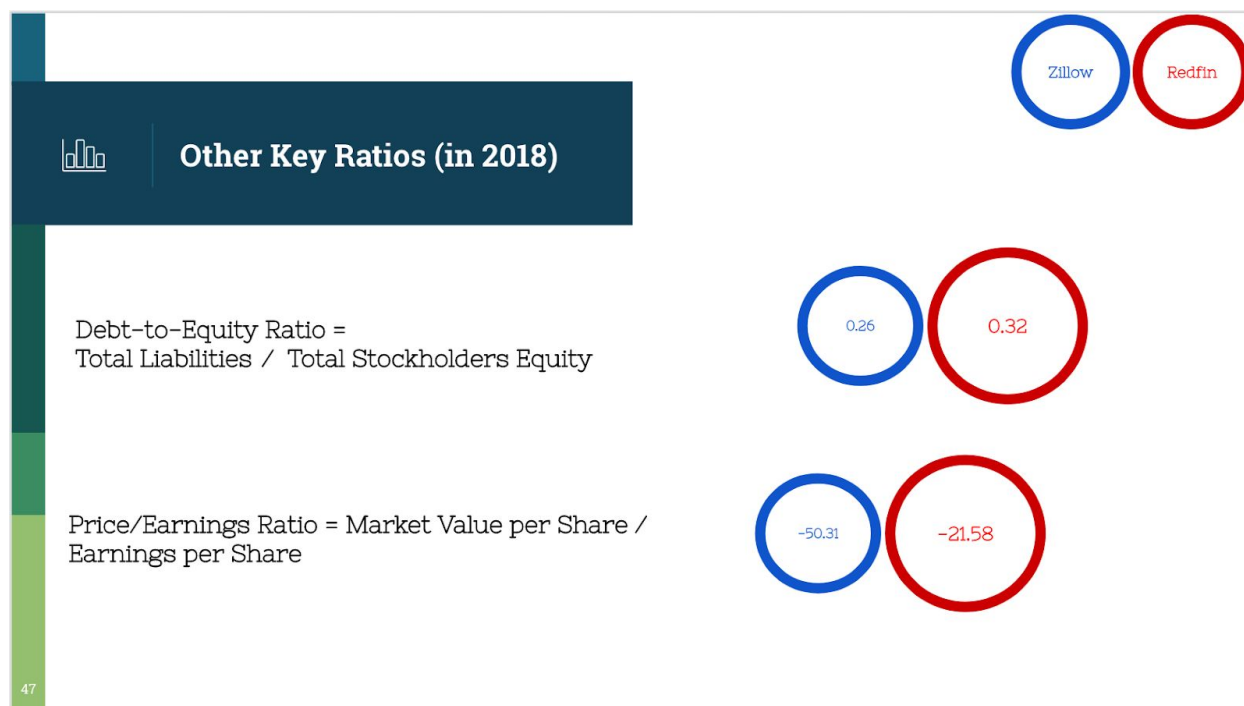 Zillow
Redfin
Other Key Ratios (in 2018)
Debt-to-Equity Ratio =
Total Liabilities / Total Stockholders Equity
0.26
0.32
Price/Earnings Ratio = Market Value per Share /
Earnings per Share
-50.31
-21.58
47